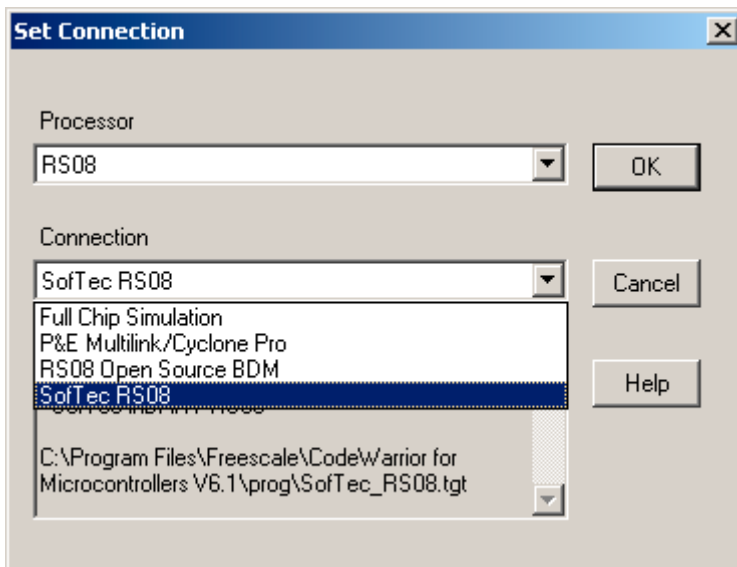 Set Connection
Processor
RS08
OK
Connection
SofTec RS08
Cancel
Full Chip Simulation
P&E Multilink/Cyclone Pro
RS08 Open Source BDM
SofTec RS08
Help
C:\Program Files\Freescale\CodeWarrior for
Microcontrollers V6.1\prog\SofTec_RS08.tgt